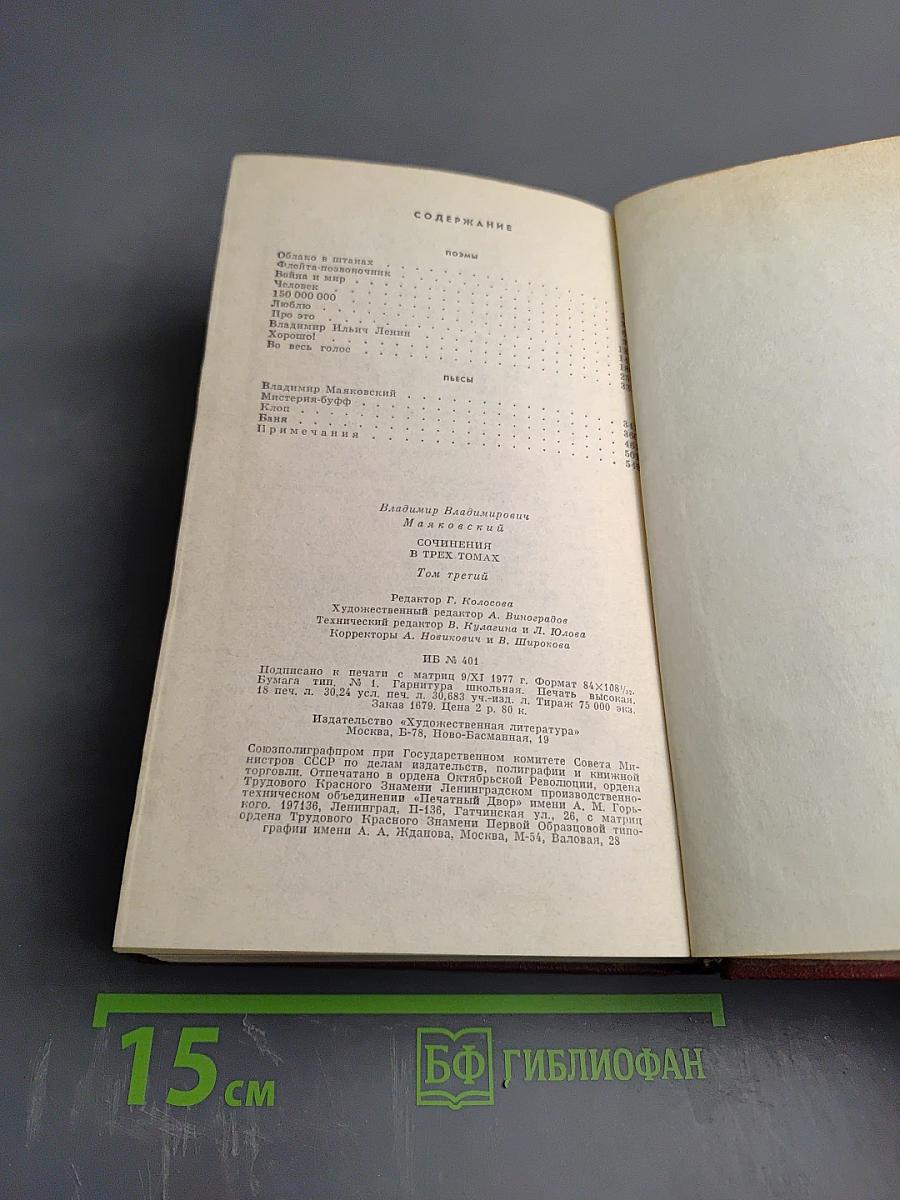 СОДЕРЖАНИЕ
ПОЭМЫ
Облако в штанах
Флейта-позвоночник
Война и мир
Человек
150 000 000
Люблю
Про это
Владимир Ильич Ленин
Хорошо!
Во весь голос
ПЬЕСЫ
Владимир Маяковский
Мистерия-буфф
Клоп
Баня
Примечания
Владимир Владимирович
Маяковский
СОЧИНЕНИЯ
В ТРЕХ ТОМАХ
Том третий
Редактор Г. Колосова
Художественный редактор А. Виноградов
Технический редактор В. Кулагина и Л. Юлова
Корректоры А. Новикович и В. Широкова
ИБ № 401
Подписано к печати с матриц 9/XI 1977 г. Формат 84×108¹/₃₂.
Бумага тип. № 1. Гарнитура школьная. Печать высокая.
18 печ. л. 30,24 усл. печ. л. 30,683 уч.-изд. л. Тираж 75 000 экз.
Заказ 1679. Цена 2 р. 80 к.
Издательство «Художественная литература»
Москва, Б-78, Ново-Басманная, 19
Союзполиграфпром при Государственном комитете Совета Ми-
нистров СССР по делам издательств, полиграфии и книжной
торговли. Отпечатано в ордена Октябрьской Революции, ордена
Трудового Красного Знамени Ленинградском производственно-
техническом объединении «Печатный Двор» имени А. М. Горь-
кого. 197136, Ленинград, П-136, Гатчинская ул., 26, с матриц
ордена Трудового Красного Знамени Первой Образцовой типо-
графии имени А. А. Жданова, Москва, М-54, Валовая, 28
15 см
БФ ГИБЛИОФАН